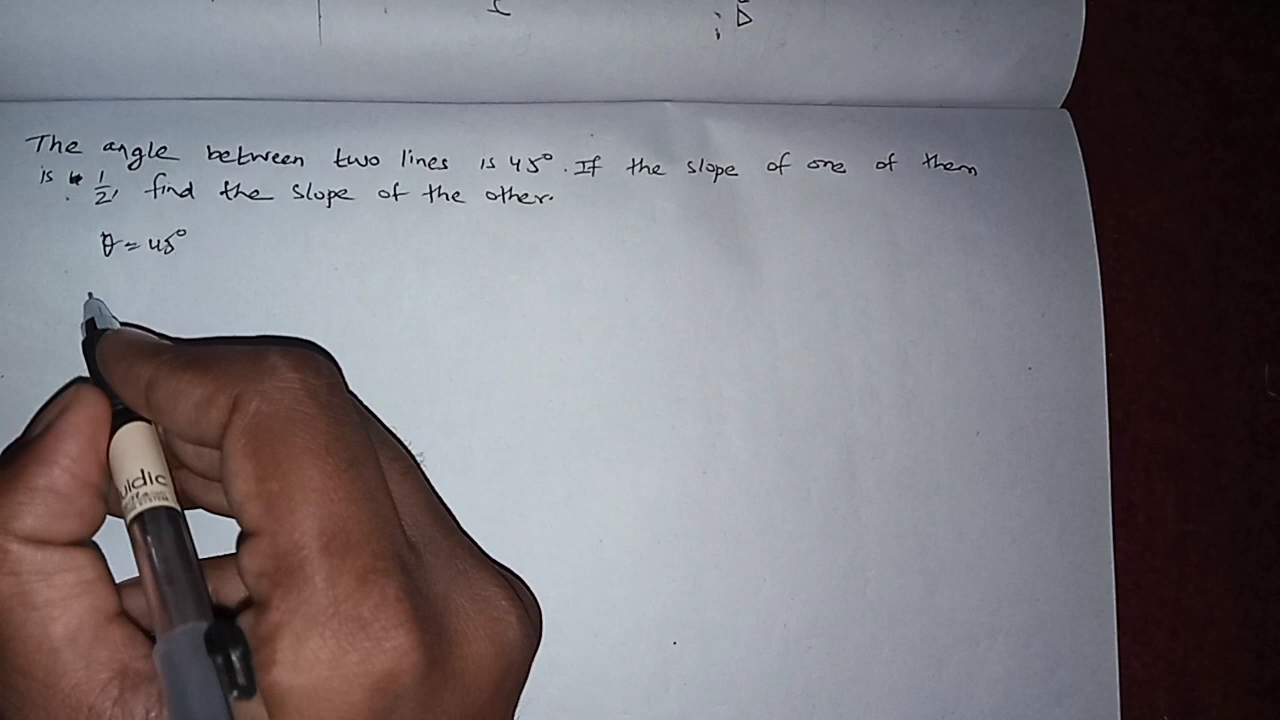 The angle between two lines is 45°. If the slope of one of them
is 1/2, find the slope of the other.
θ = 45°
uidic